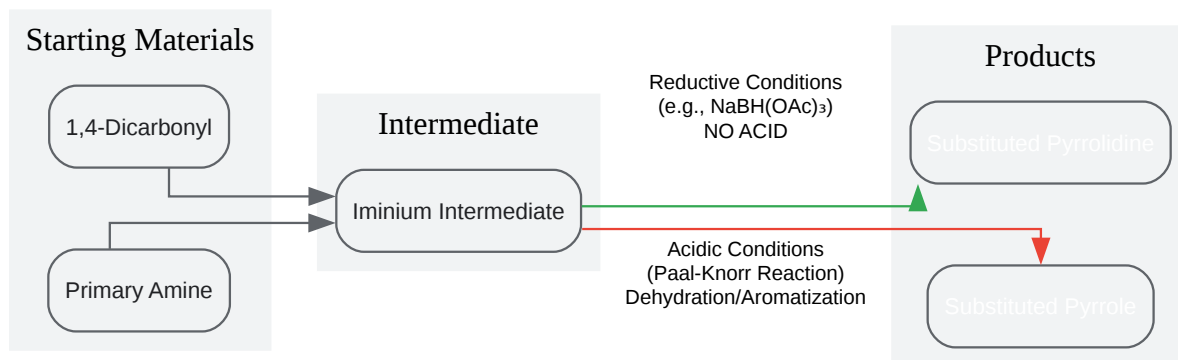 Starting Materials
1,4-Dicarbonyl
Primary Amine
Intermediate
Iminium Intermediate
Reductive Conditions
(e.g., NaBH(OAc)₃)
NO ACID
Acidic Conditions
(Paal-Knorr Reaction)
Dehydration/Aromatization
Products
Substituted Pyrrolidine
Substituted Pyrrole